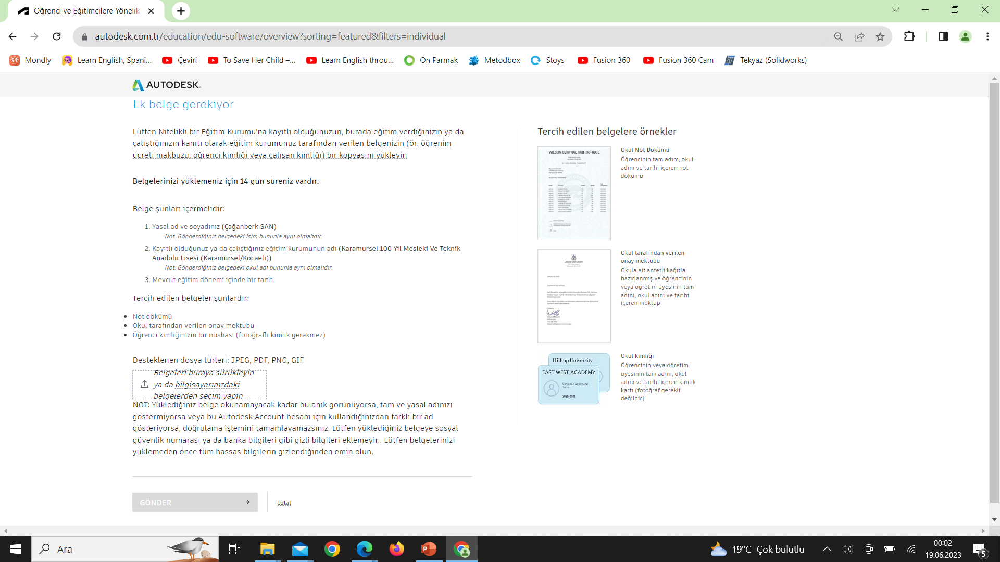 Öğrenci ve Eğitimcilere Yönelik
autodesk.com.tr/education/edu-software/overview?sorting=featured&filters=individual
Mondly
Learn English, Spani...
Çeviri
To Save Her Child –...
Learn English throu...
On Parmak
Metodbox
Stoys
Fusion 360
Fusion 360 Cam
Tekyaz (Solidworks)
AUTODESK.
Ek belge gerekiyor
Lütfen Nitelikli bir Eğitim Kurumu'na kayıtlı olduğunuzun, burada eğitim verdiğinizin ya da
çalıştığınızın kanıtı olarak eğitim kurumunuz tarafından verilen belgenizin (ör. öğrenim
ücreti makbuzu, öğrenci kimliği veya çalışan kimliği) bir kopyasını yükleyin
Belgelerinizi yüklemeniz için 14 gün süreniz vardır.
Belge şunları içermelidir:
1. Yasal ad ve soyadınız (Çağanberk SAN)
Not: Gönderdiğiniz belgedeki isim bununla aynı olmalıdır.
2. Kayıtlı olduğunuz ya da çalıştığınız eğitim kurumunun adı (Karamursel 100 Yil Mesleki Ve Teknik
Anadolu Lisesi (Karamürsel/Kocaeli))
Not: Gönderdiğiniz belgedeki okul adı bununla aynı olmalıdır.
3. Mevcut eğitim dönemi içinde bir tarih.
Tercih edilen belgeler şunlardır:
Not dökümü
Okul tarafından verilen onay mektubu
Öğrenci kimliğinizin bir nüshası (fotoğraflı kimlik gerekmez)
Desteklenen dosya türleri: JPEG, PDF, PNG, GIF
Belgeleri buraya sürükleyin
ya da bilgisayarınızdaki
belgelerden seçim yapın
NOT: Yüklediğiniz belge okunamayacak kadar bulanık görünüyorsa, tam ve yasal adınızı
göstermiyorsa veya bu Autodesk Account hesabı için kullandığınızdan farklı bir ad
gösteriyorsa, doğrulama işlemini tamamlayamazsınız. Lütfen yüklediğiniz belgeye sosyal
güvenlik numarası ya da banka bilgileri gibi gizli bilgileri eklemeyin. Lütfen belgelerinizi
yüklemeden önce tüm hassas bilgilerin gizlendiğinden emin olun.
GÖNDER
İptal
Tercih edilen belgelere örnekler
WILSON CENTRAL HIGH SCHOOL
Okul Not Dökümü
Öğrencinin tam adını, okul
adını ve tarihi içeren not
dökümü
UNION UNIVERSITY
Okul tarafından verilen
onay mektubu
Okula ait antetli kağıtla
hazırlanmış ve öğrencinin
veya öğretim üyesinin tam
adını, okul adını ve tarihi
içeren mektup
Hilltop University
EAST WEST ACADEMY
Benjamin Appleseed
Teacher
2020-2021
Okul kimliği
Öğrencinin veya öğretim
üyesinin tam adını, okul
adını ve tarihi içeren kimlik
kartı (fotoğraf gerekli
değildir)
Ara
19°C Çok bulutlu
00:02
19.06.2023
5